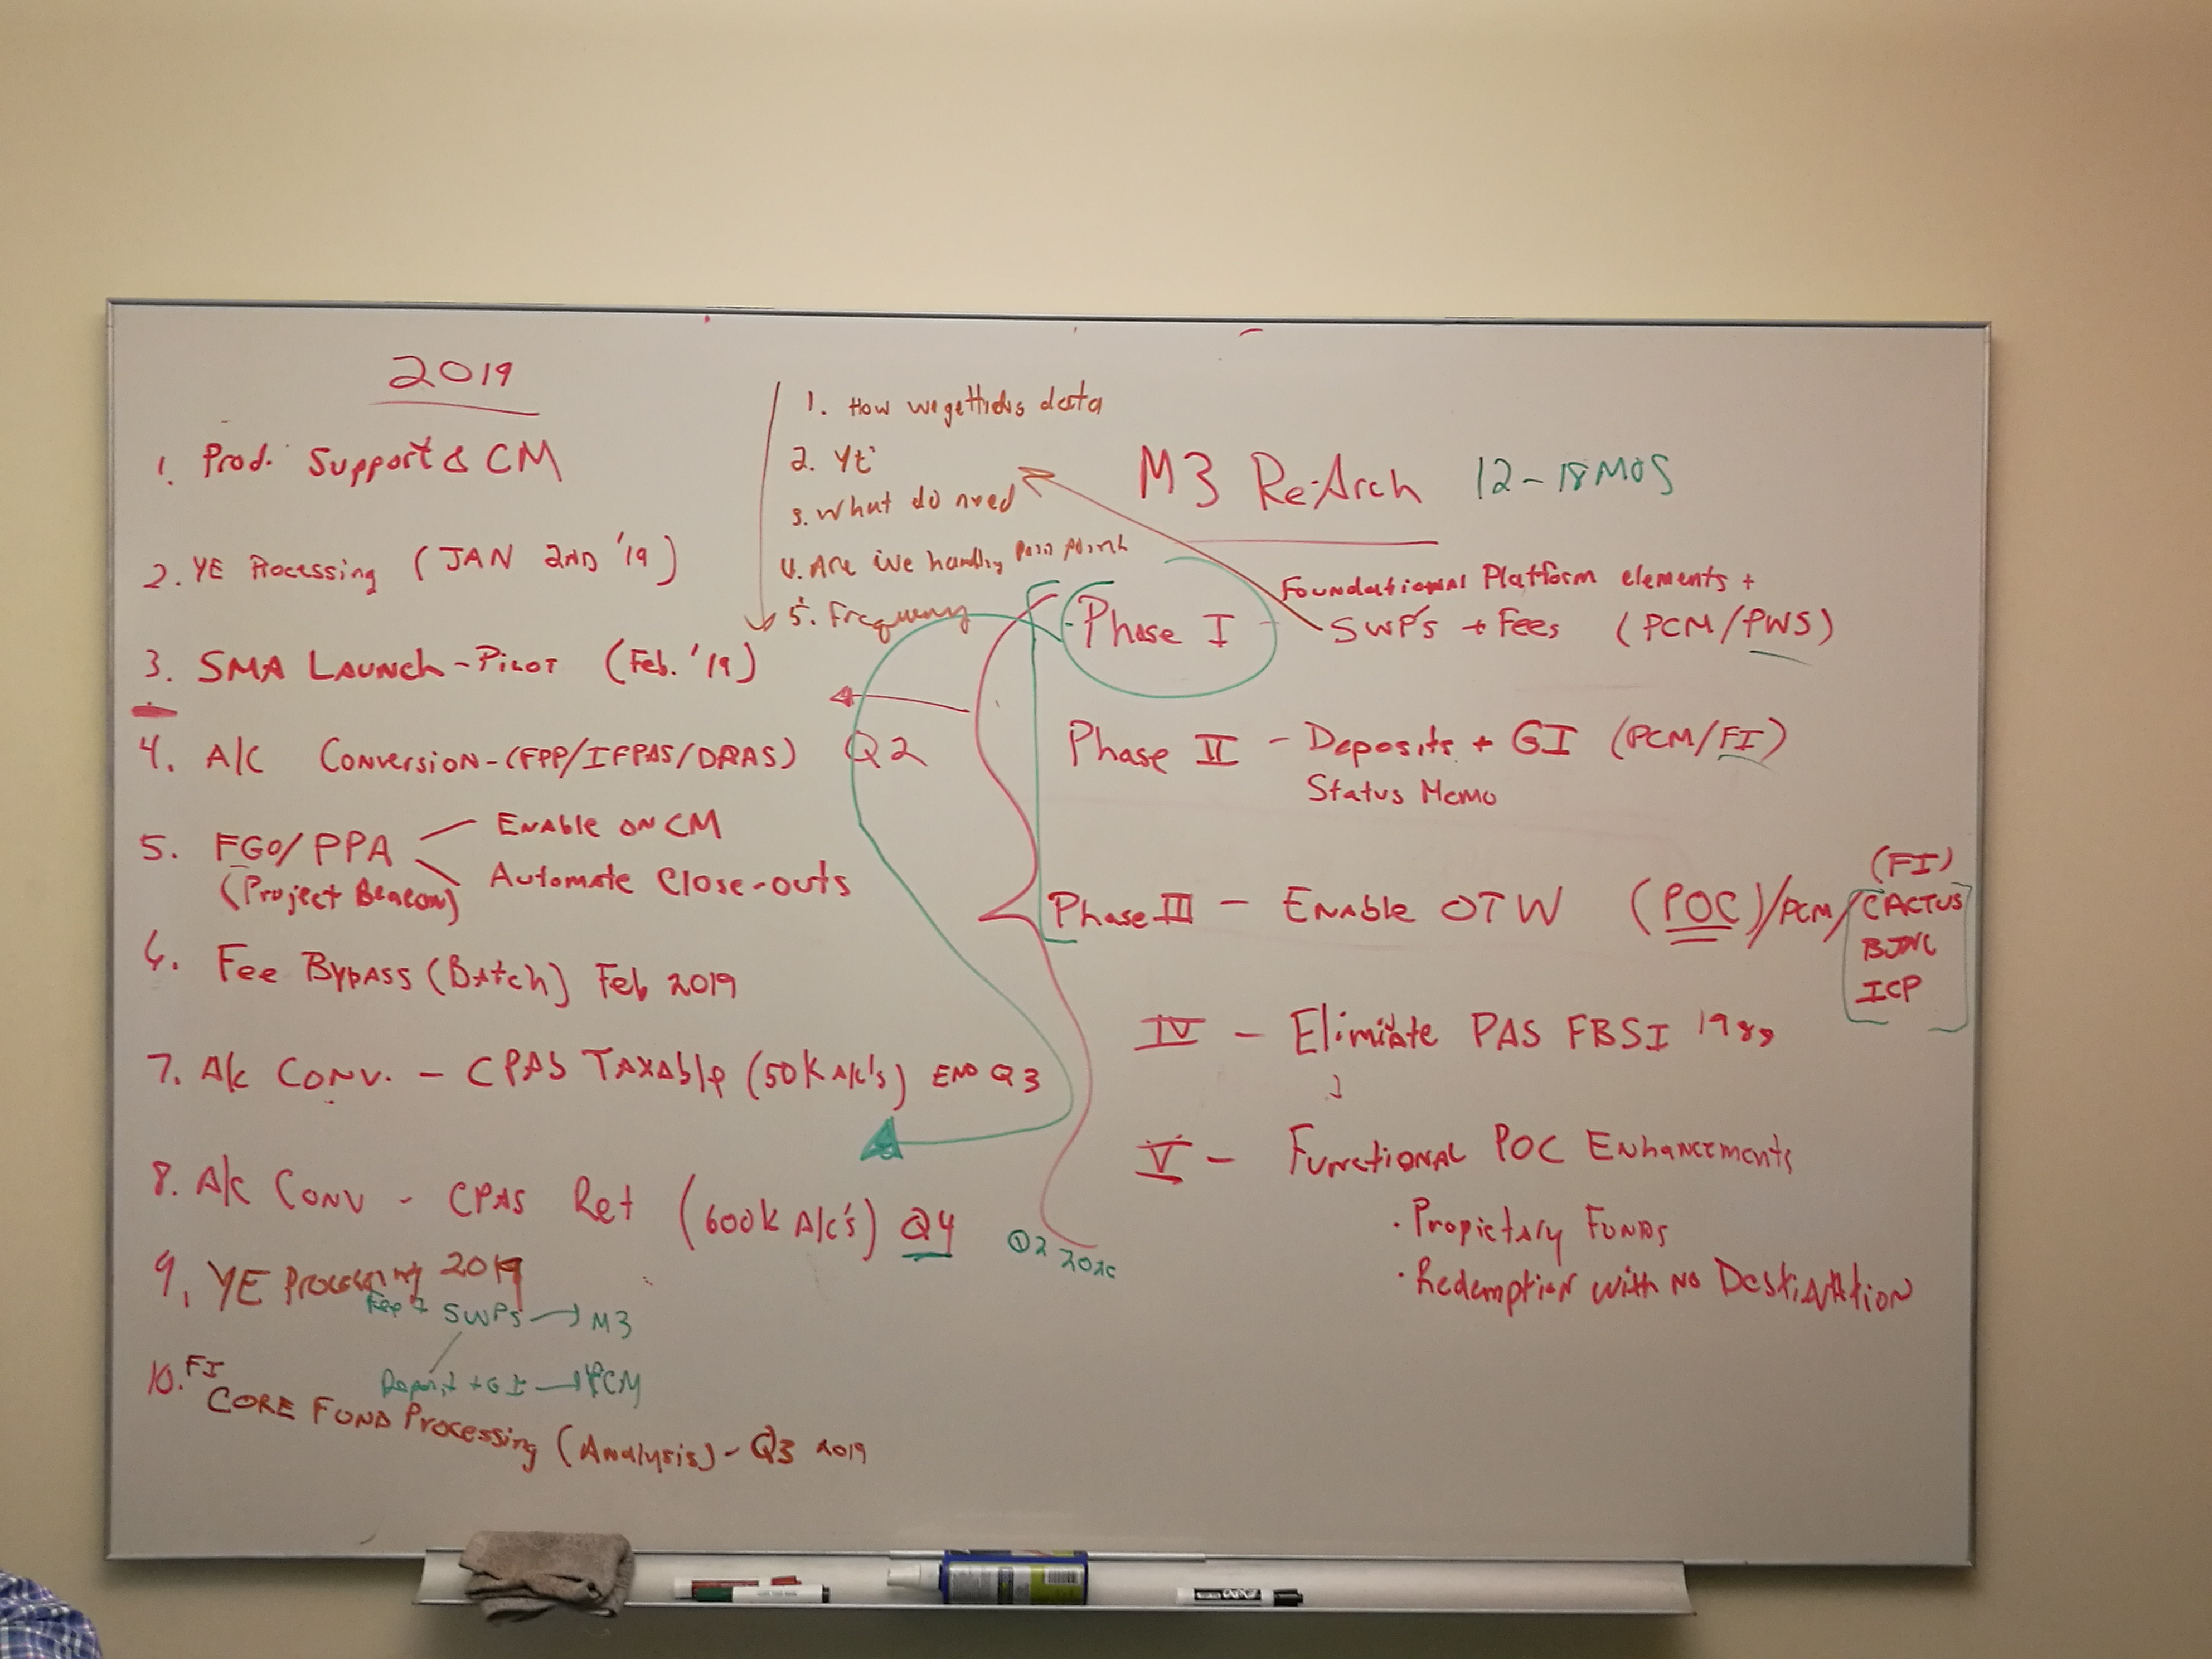 2019
1. Prod. Support & CM
2. YE Processing (JAN 2ND '19)
3. SMA LAUNCH - PILOT (Feb. '19)
4. A/C CONVERSION - (FPP/IFPAS/DRAS) Q2
5. FGO/PPA
(Project Beacon)
ENABLE ON CM
Automate Close-outs
6. Fee BYPASS (BATCH) Feb 2019
7. A/C CONV. - CPAS TAXABLE (50K A/C's) END Q3
8. A/C CONV - CPAS Ret (600K A/C's) Q4
9. YE Processing 2019
Fee + SWPs → M3
Deposit + GI → PCM
10. FI
CORE FUND Processing (Analysis) - Q3 2019
1. How we get this data
2.
3. What do need
4. Are we handling pain points
5. Frequency
M3 Re-Arch 12-18 MOS
Phase I
Foundational Platform elements +
SWP's + Fees (PCM/PWS)
Phase II - Deposits + GI (PCM/FI)
Status Memo
Phase III - ENABLE OTW (POC)/PCM/
(FI)
CACTUS
ICP
IV - Elimiate PAS FBSI
V - Functional POC Enhancements
· Propietary Funds
· Redemption with no Destination
Q2 2020